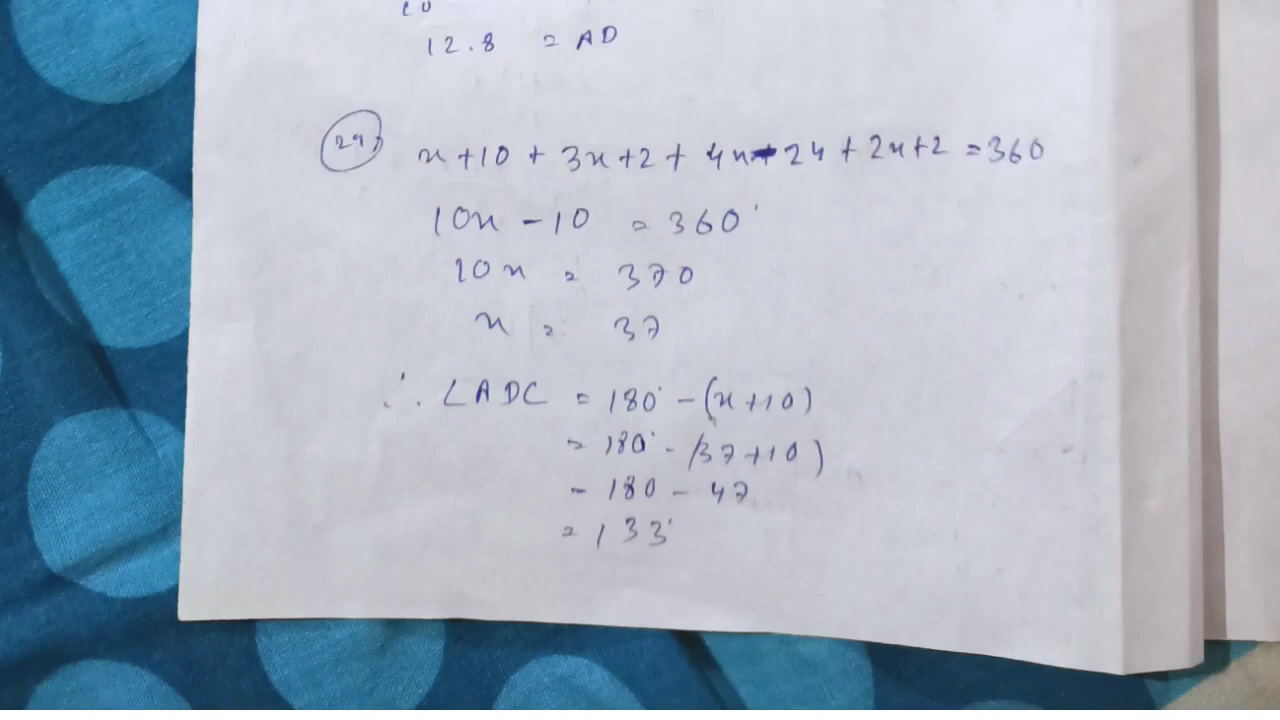 12.8 = AD
29) x + 10 + 3x + 2 + 4x - 24 + 2x + 2 = 360
10x - 10 = 360°
10x = 370
x = 37
∴ ∠ADC = 180° - (x + 10)
= 180° - (37 + 10)
= 180 - 47
= 133°